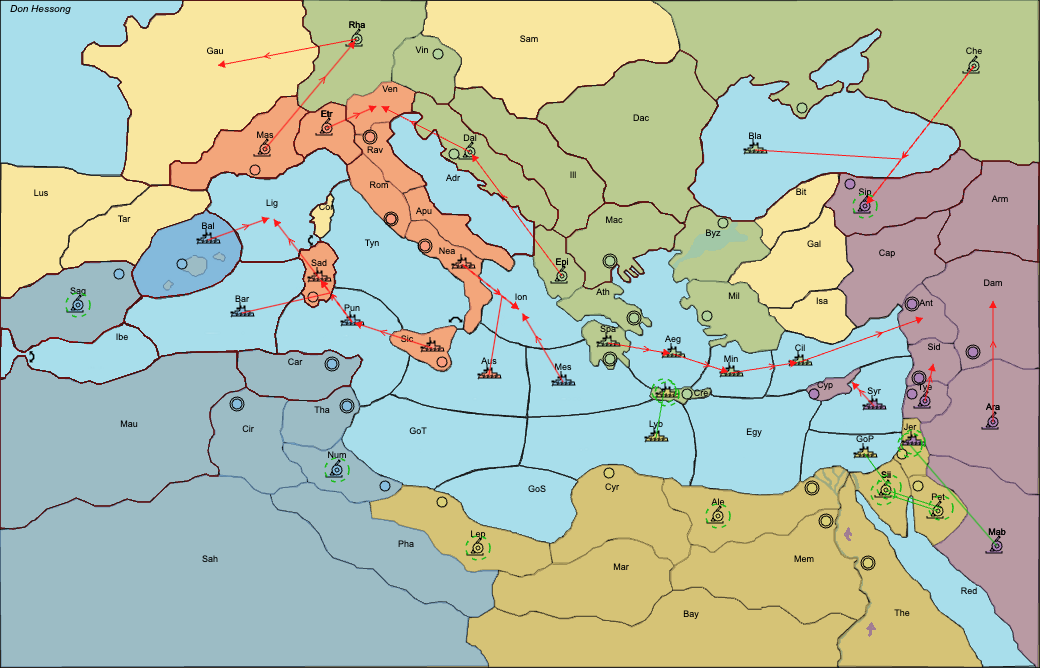 Don Hessong
Rha
Gau
Vin
Sam
Che
Ven
Dac
Etr
Mas
Bla
Dal
Rav
Ill
Adr
Rom
Sip
Lus
Bit
Arm
Cor
Lig
Tar
Apu
Mac
Bal
Byz
Tyn
Gal
Nea
Cap
Epi
Sad
Dam
Sag
Ath
Mil
Ion
Isa
Bar
Ant
Pun
Spa
Ibe
Sic
Aeg
Cil
Sid
Car
Aus
Mes
Min
Cyp
Tye
Syr
Cre
Tha
Ara
Mau
Cir
GoT
Lyb
Egy
Jer
GoP
Num
Sii
GoS
Cyr
Ale
Pet
Lep
Mab
Pha
Sah
Mar
Mem
Red
Bay
The